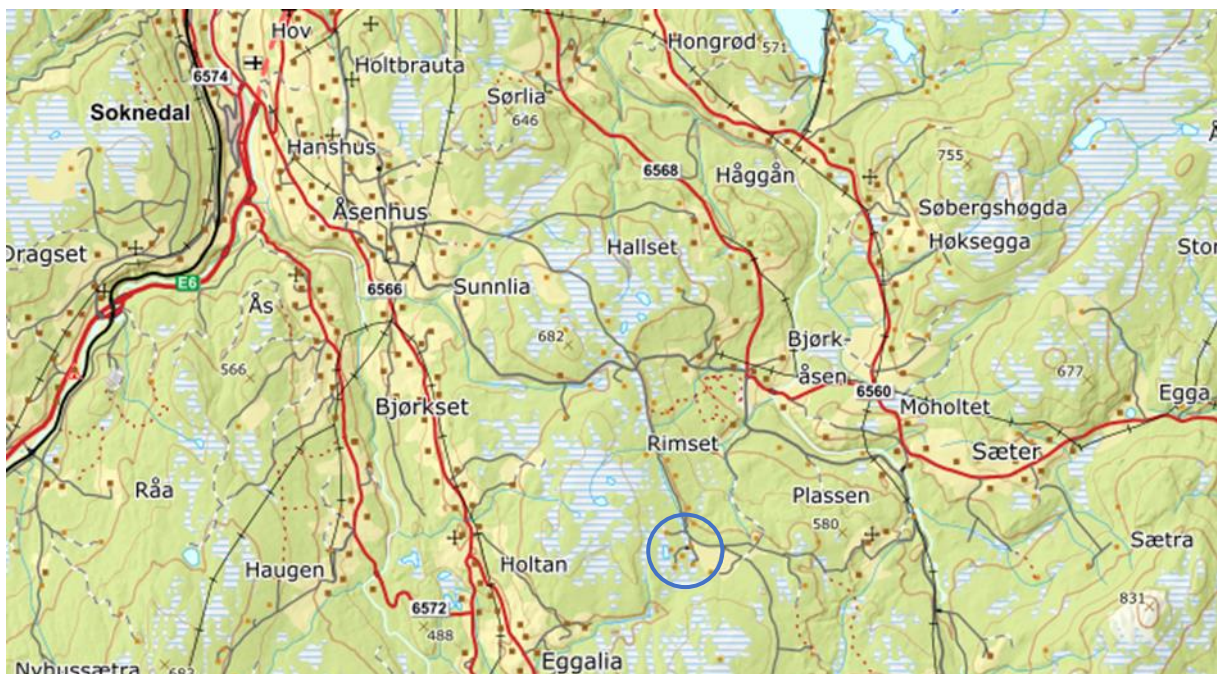 Hov
Hongrød
571
Holtbrauta
6574
Sørlia
646
Soknedal
Hanshus
755
6568
Håggån
Åsenhus
Søbergshøgda
Dragset
Hallset
Høksegga
Stor
E6
6566
Sunnlia
Ås
682
Bjørk-
åsen
566
677
6560
Egga
Bjørkset
Moholtet
Rimset
Sæter
Råa
Plassen
580
Sætra
Haugen
Holtan
6572
831
488
Nyhussætra
683
Eggalia